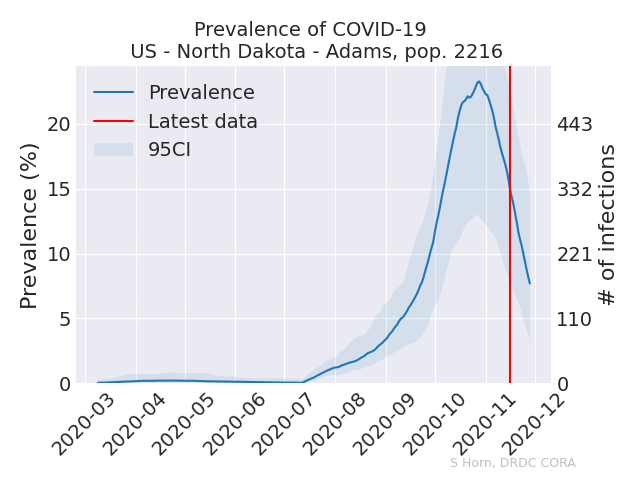 Prevalence of COVID-19
US - North Dakota - Adams, pop. 2216
Prevalence
Latest data
95CI
Prevalence (%)
20
15
10
5
0
443
332
221
110
0
# of infections
2020-03
2020-04
2020-05
2020-06
2020-07
2020-08
2020-09
2020-10
2020-11
2020-12
S Horn, DRDC CORA